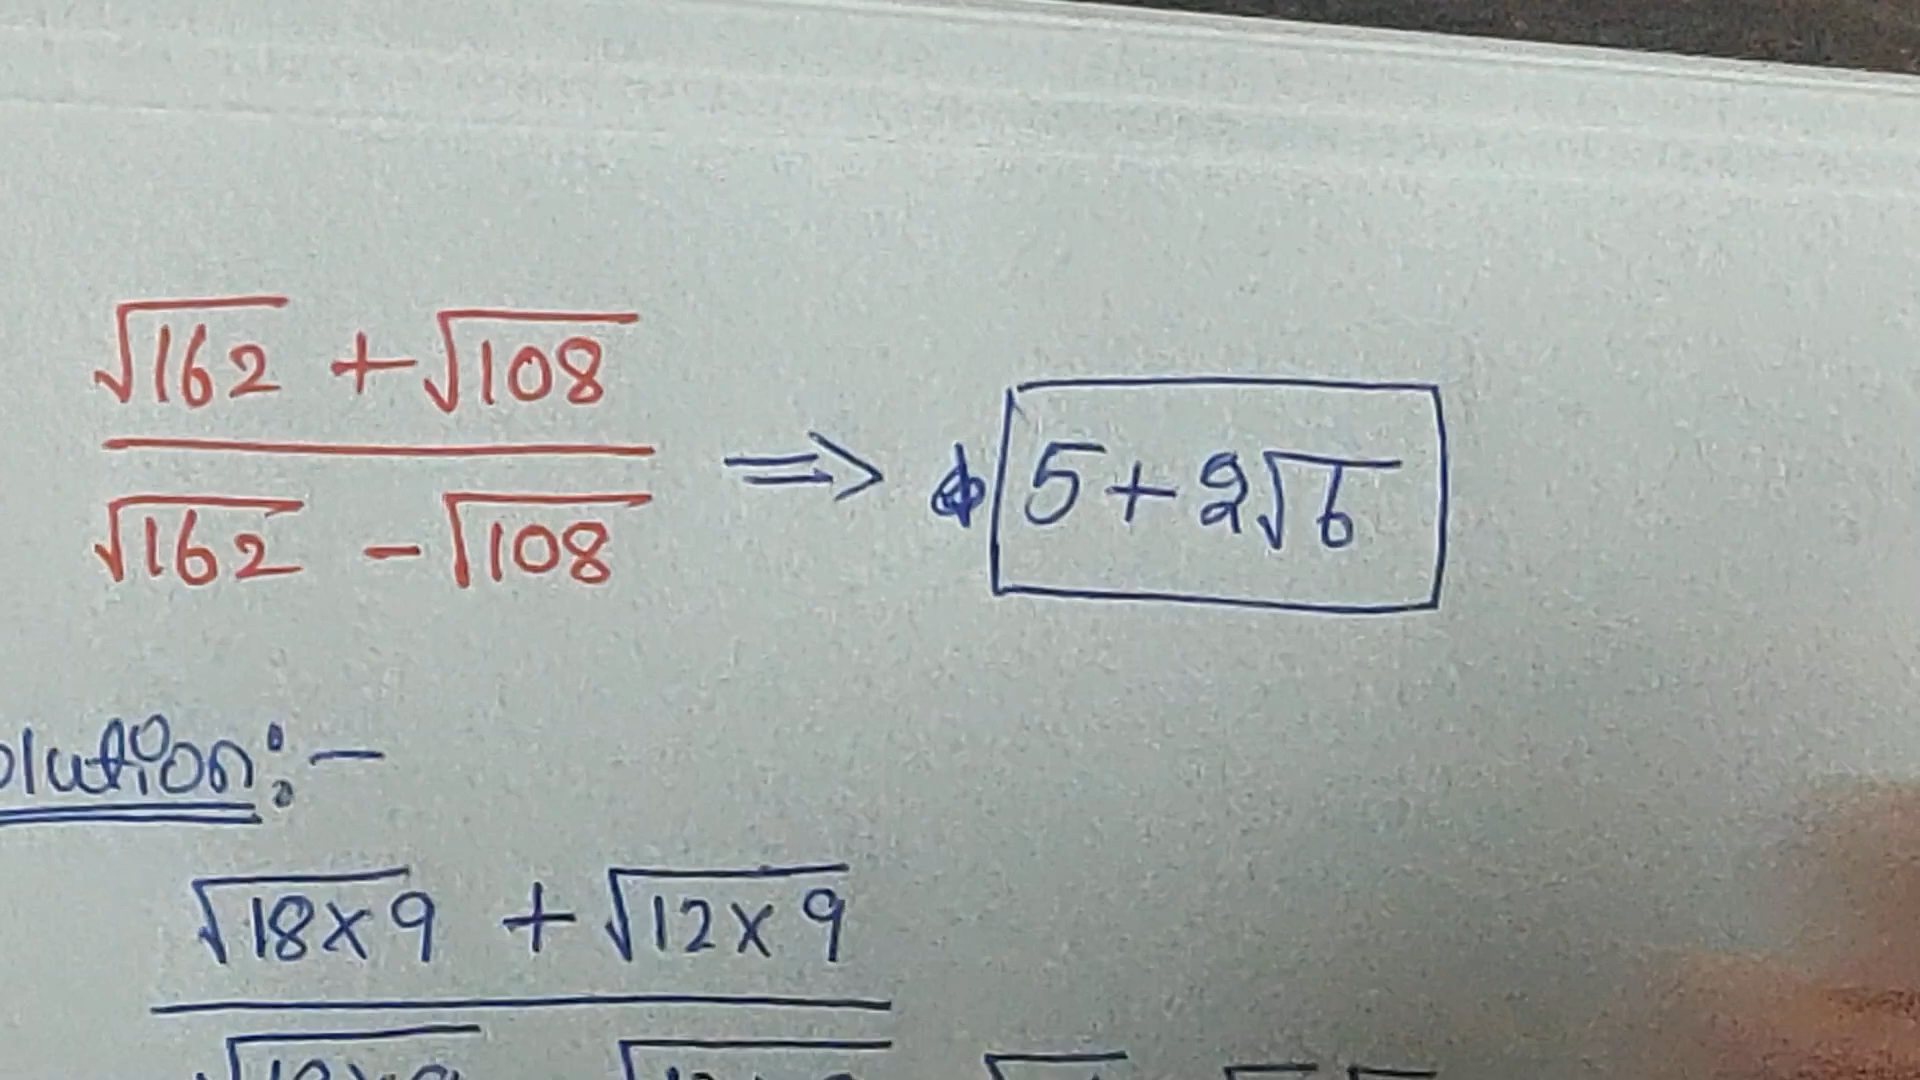 √162 + √108
√162 - √108
⇒ 5+2√6
olution:-
√18×9 + √12×9